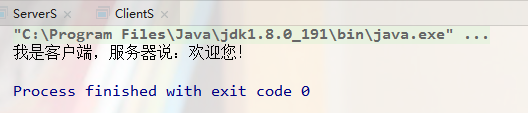 ServerS ClientS
"C:\Program Files\Java\jdk1.8.0_191\bin\java.exe" ...
我是客户端，服务器说：欢迎您！
Process finished with exit code 0